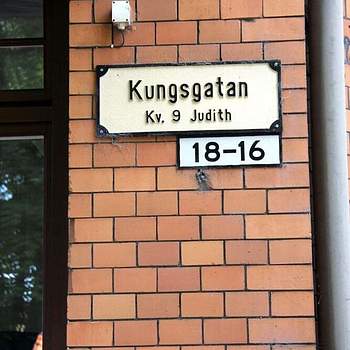 Kungsgatan
Kv. 9 Judith
18-16